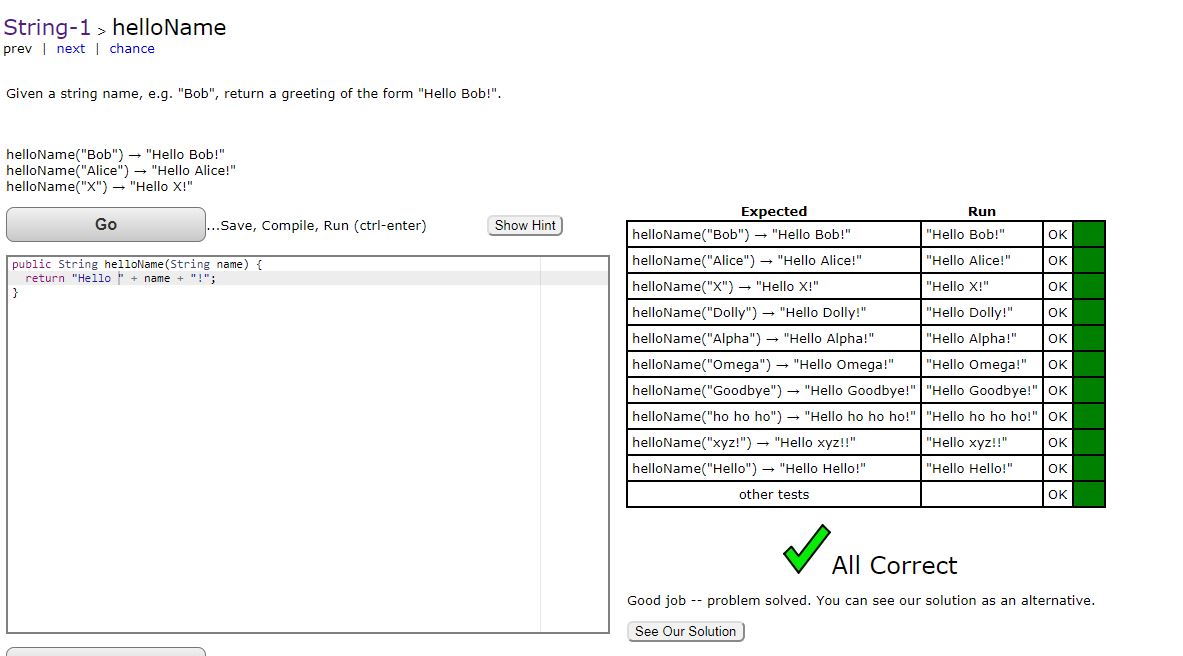 String-1 > helloName
prev | next | chance
Given a string name, e.g. "Bob", return a greeting of the form "Hello Bob!".
helloName("Bob") → "Hello Bob!"
helloName("Alice") → "Hello Alice!"
helloName("X") → "Hello X!"
Go ...Save, Compile, Run (ctrl-enter) Show Hint
public String helloName(String name) {
  return "Hello " + name + "!";
}
Expected Run
helloName("Bob") → "Hello Bob!" "Hello Bob!" OK
helloName("Alice") → "Hello Alice!" "Hello Alice!" OK
helloName("X") → "Hello X!" "Hello X!" OK
helloName("Dolly") → "Hello Dolly!" "Hello Dolly!" OK
helloName("Alpha") → "Hello Alpha!" "Hello Alpha!" OK
helloName("Omega") → "Hello Omega!" "Hello Omega!" OK
helloName("Goodbye") → "Hello Goodbye!" "Hello Goodbye!" OK
helloName("ho ho ho") → "Hello ho ho ho!" "Hello ho ho ho!" OK
helloName("xyz!") → "Hello xyz!!" "Hello xyz!!" OK
helloName("Hello") → "Hello Hello!" "Hello Hello!" OK
other tests OK
All Correct
Good job -- problem solved. You can see our solution as an alternative.
See Our Solution